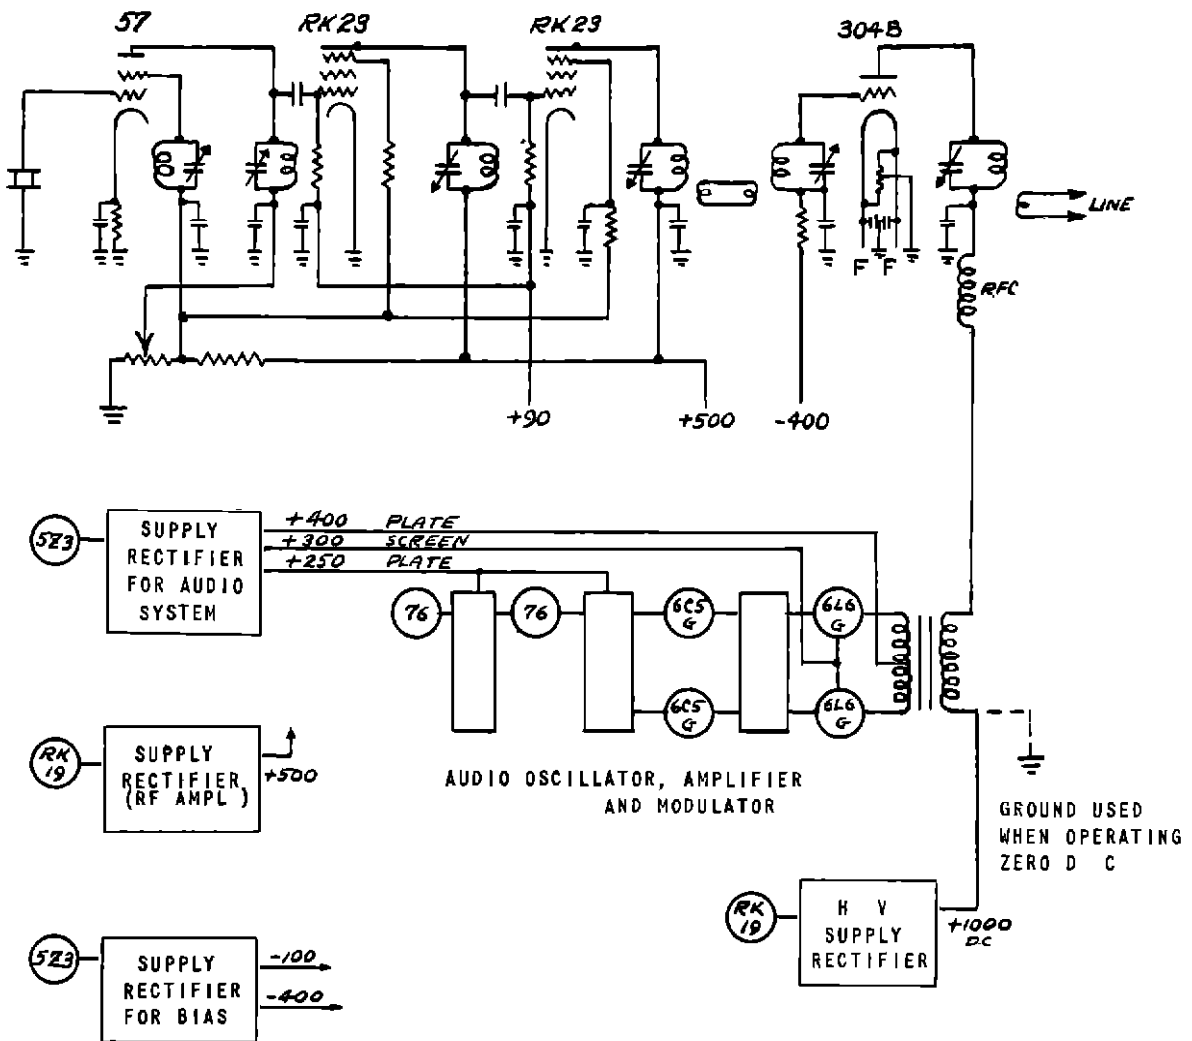 57
RK23
RK23
304B
LINE
F F
RFC
+90
+500
-400
5Z3
SUPPLY
RECTIFIER
FOR AUDIO
SYSTEM
+400 PLATE
+300 SCREEN
+250 PLATE
76
76
6C5
G
6L6
G
6C5
G
6L6
G
RK
19
SUPPLY
RECTIFIER
(RF AMPL)
+500
AUDIO OSCILLATOR, AMPLIFIER
AND MODULATOR
GROUND USED
WHEN OPERATING
ZERO D C
RK
19
H V
SUPPLY
RECTIFIER
+1000
DC
5Z3
SUPPLY
RECTIFIER
FOR BIAS
-100
-400